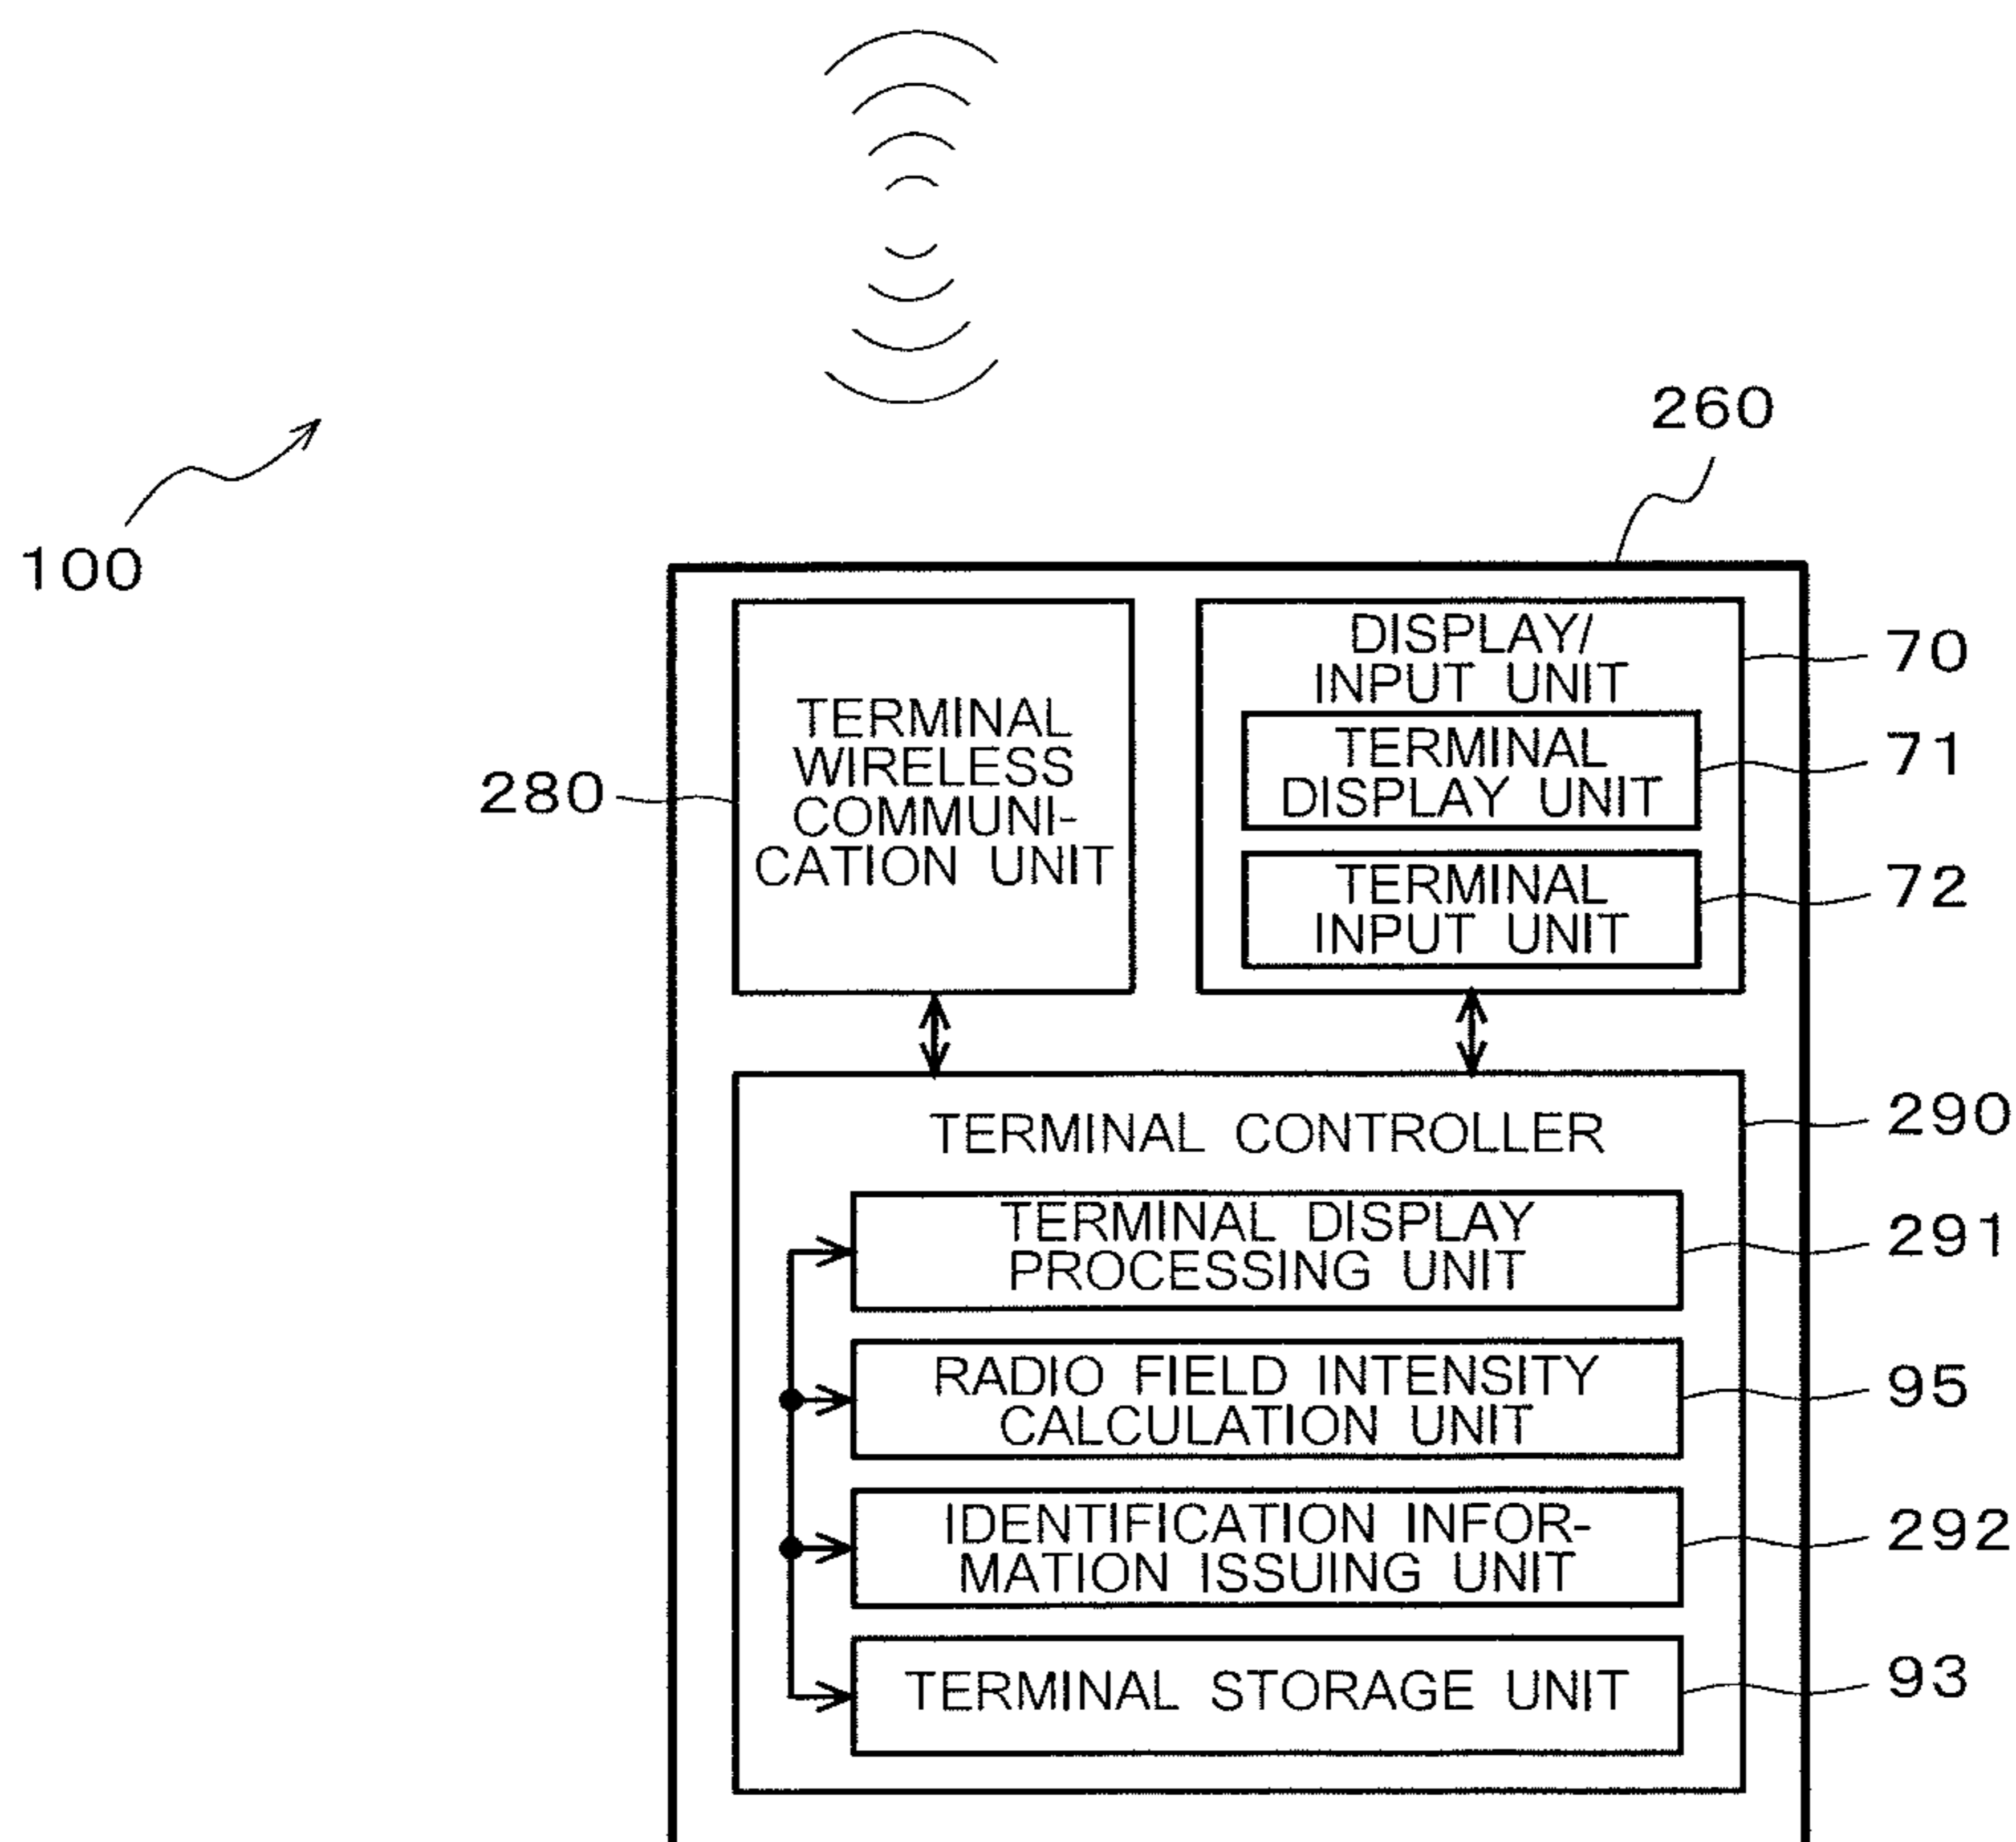 260
100
DISPLAY/
INPUT UNIT
70
TERMINAL
WIRELESS
COMMUNI-
CATION UNIT
280
TERMINAL
DISPLAY UNIT
71
TERMINAL
INPUT UNIT
72
TERMINAL CONTROLLER
290
TERMINAL DISPLAY
PROCESSING UNIT
291
RADIO FIELD INTENSITY
CALCULATION UNIT
95
IDENTIFICATION INFOR-
MATION ISSUING UNIT
292
TERMINAL STORAGE UNIT
93